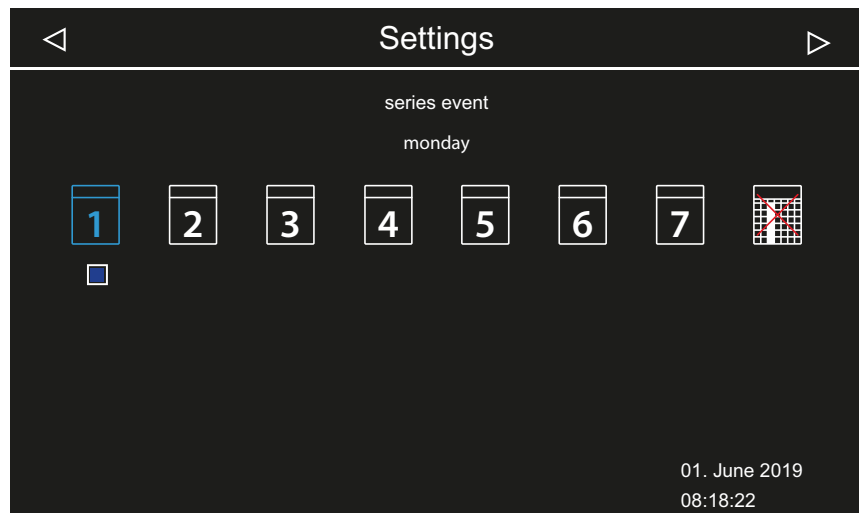 Settings
series event
monday
1 2 3 4 5 6 7
01. June 2019
08:18:22